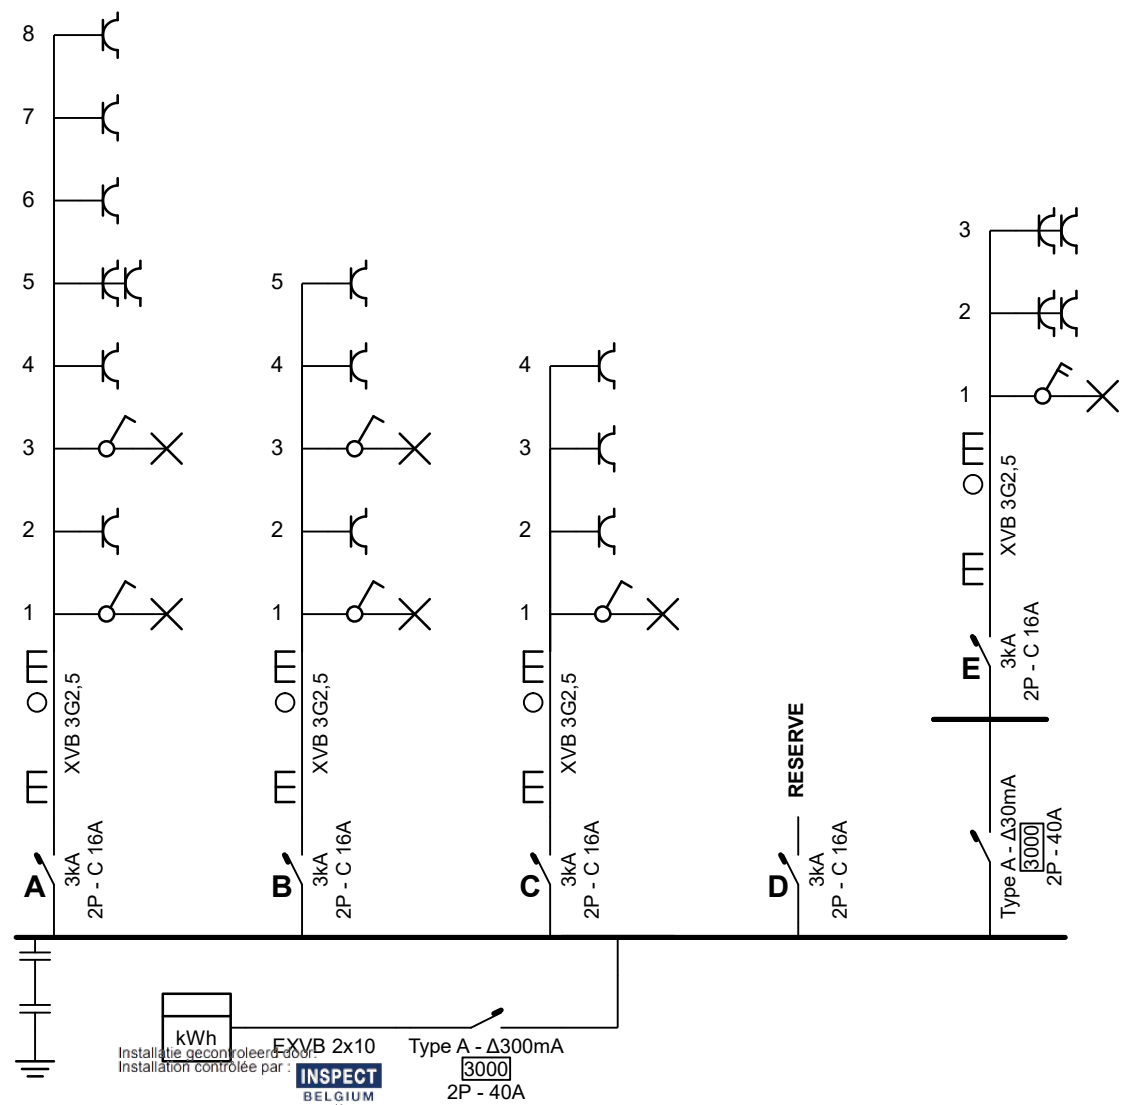 8
7
6
5
4
3
2
1
XVB 3G2,5
A
3kA
2P - C 16A
5
4
3
2
1
XVB 3G2,5
B
3kA
2P - C 16A
4
3
2
1
XVB 3G2,5
C
3kA
2P - C 16A
RESERVE
D
3kA
2P - C 16A
3
2
1
XVB 3G2,5
E
3kA
2P - C 16A
Type A - Δ30mA
3000
2P - 40A
kWh
EXVB 2x10
Type A - Δ300mA
3000
2P - 40A
Installatie gecontroleerd door:
Installation contrôlée par :
INSPECT
BELGIUM